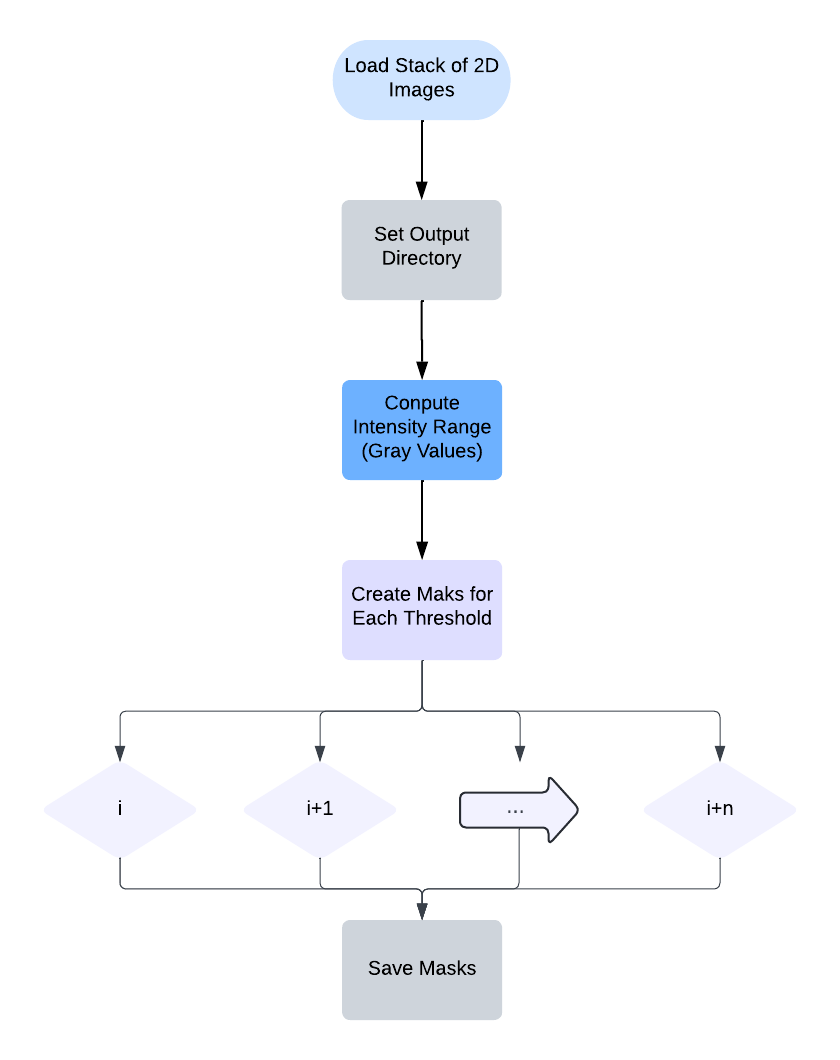 Load Stack of 2D
Images
Set Output
Directory
Conpute
Intensity Range
(Gray Values)
Create Maks for
Each Threshold
i
i+1
...
i+n
Save Masks